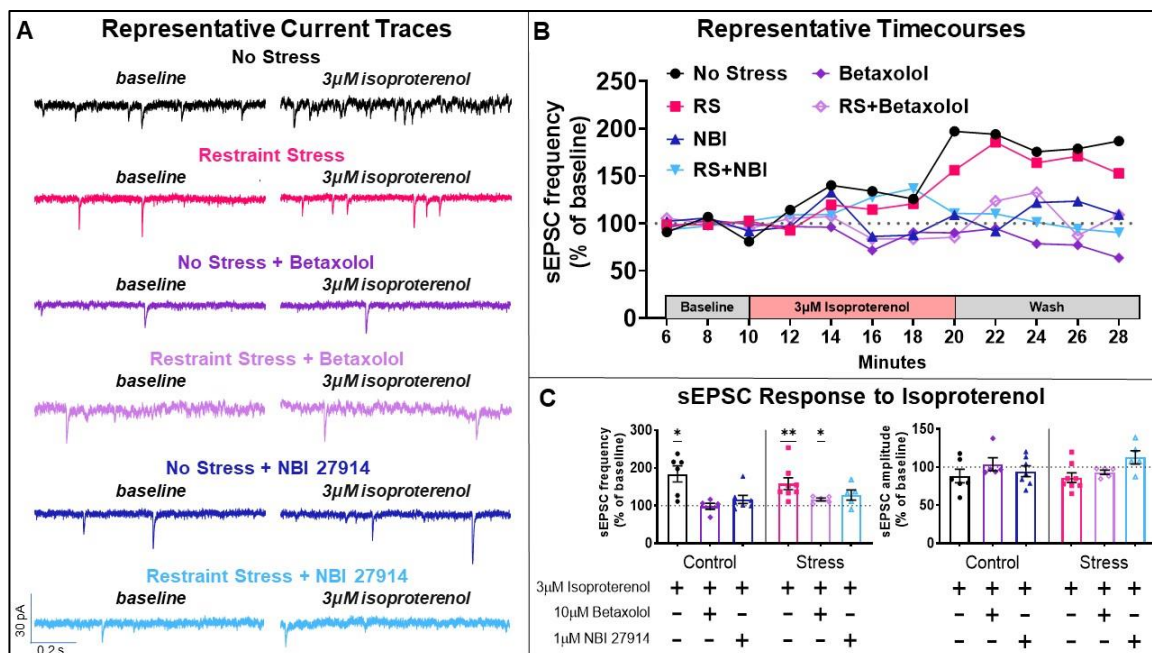 A
Representative Current Traces
No Stress
baseline 3µM isoproterenol
Restraint Stress
baseline 3µM isoproterenol
No Stress + Betaxolol
baseline 3µM isoproterenol
Restraint Stress + Betaxolol
baseline 3µM isoproterenol
No Stress + NBI 27914
baseline 3µM isoproterenol
Restraint Stress + NBI 27914
baseline 3µM isoproterenol
30 pA
0.2 s
B
Representative Timecourses
sEPSC frequency
(% of baseline)
250
200
150
100
50
0
No Stress
RS
NBI
RS+NBI
Betaxolol
RS+Betaxolol
Baseline 3µM Isoproterenol Wash
6 8 10 12 14 16 18 20 22 24 26 28
Minutes
C
sEPSC Response to Isoproterenol
sEPSC frequency
(% of baseline)
300
200
100
0
* ** *
Control Stress
sEPSC amplitude
(% of baseline)
150
100
50
0
Control Stress
3µM Isoproterenol + + + + + + + + + + + +
10µM Betaxolol - + - - + - - + - - + -
1µM NBI 27914 - - + - - + - - + - - +